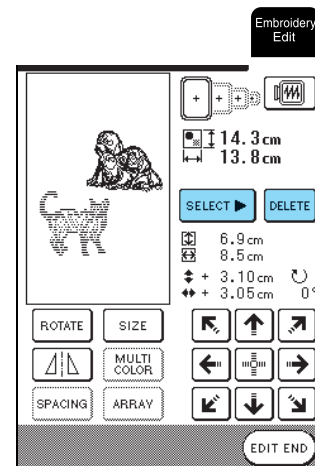 Embroidery
Edit
14.3cm
13.8cm
SELECT ▶ DELETE
6.9cm
8.5cm
+ 3.10cm
+ 3.05cm 0°
ROTATE SIZE
MULTI
COLOR
SPACING ARRAY
EDIT END